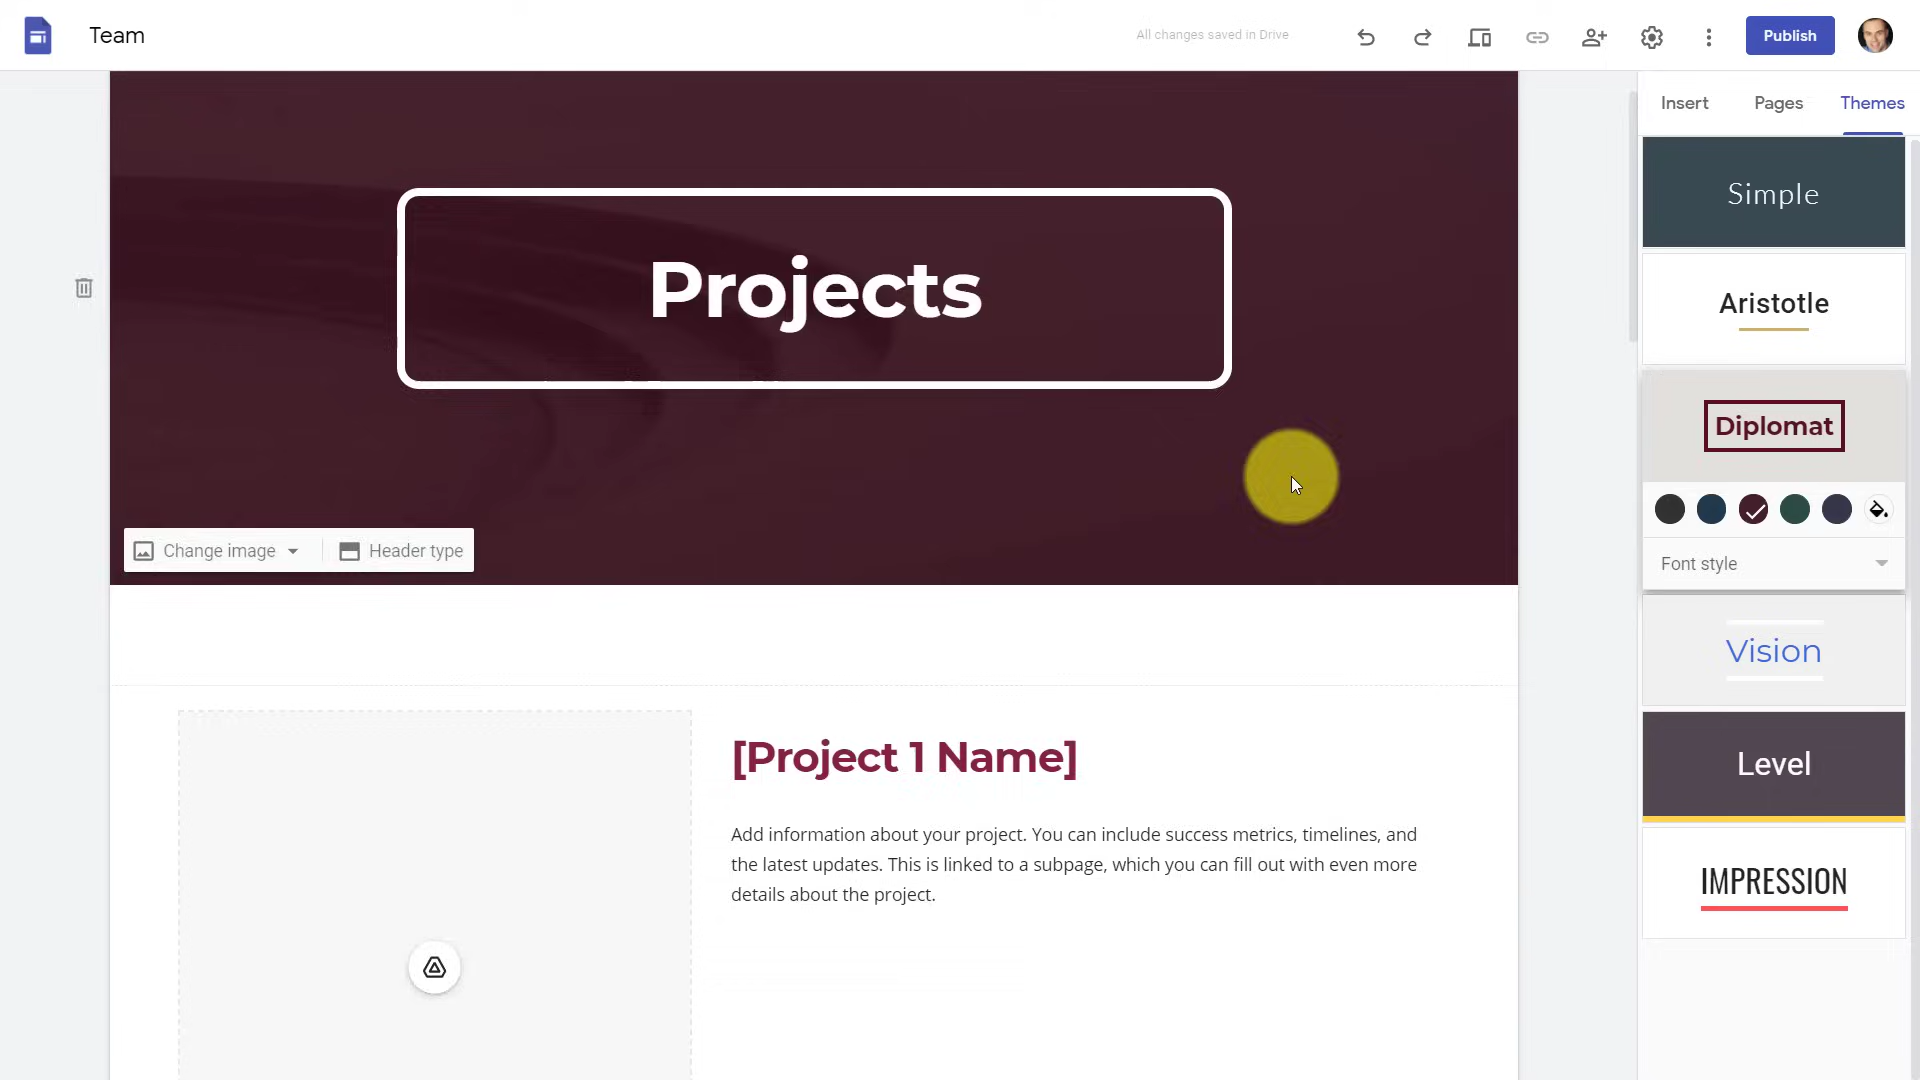 Team
All changes saved in Drive
Publish
Insert
Pages
Themes
Projects
Change image
Header type
[Project 1 Name]
Add information about your project. You can include success metrics, timelines, and
the latest updates. This is linked to a subpage, which you can fill out with even more
details about the project.
Simple
Aristotle
Diplomat
Font style
Vision
Level
IMPRESSION